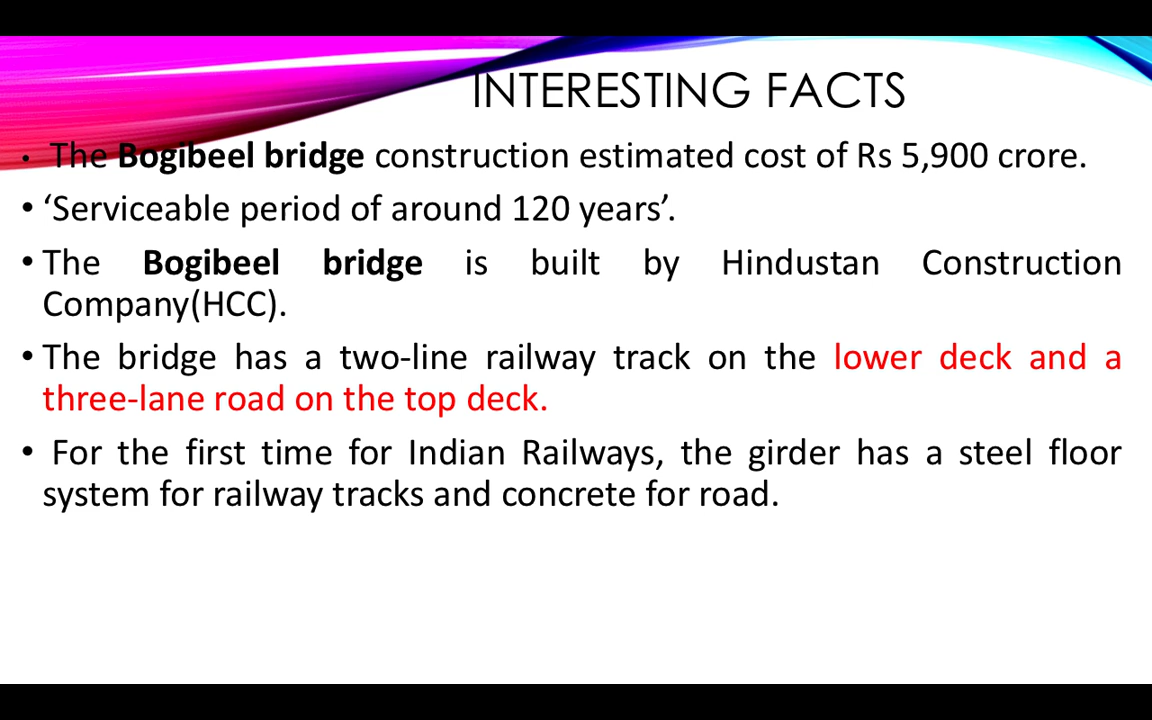 INTERESTING FACTS
• The Bogibeel bridge construction estimated cost of Rs 5,900 crore.
• ‘Serviceable period of around 120 years’.
• The Bogibeel bridge is built by Hindustan Construction
Company(HCC).
• The bridge has a two-line railway track on the lower deck and a
three-lane road on the top deck.
• For the first time for Indian Railways, the girder has a steel floor
system for railway tracks and concrete for road.